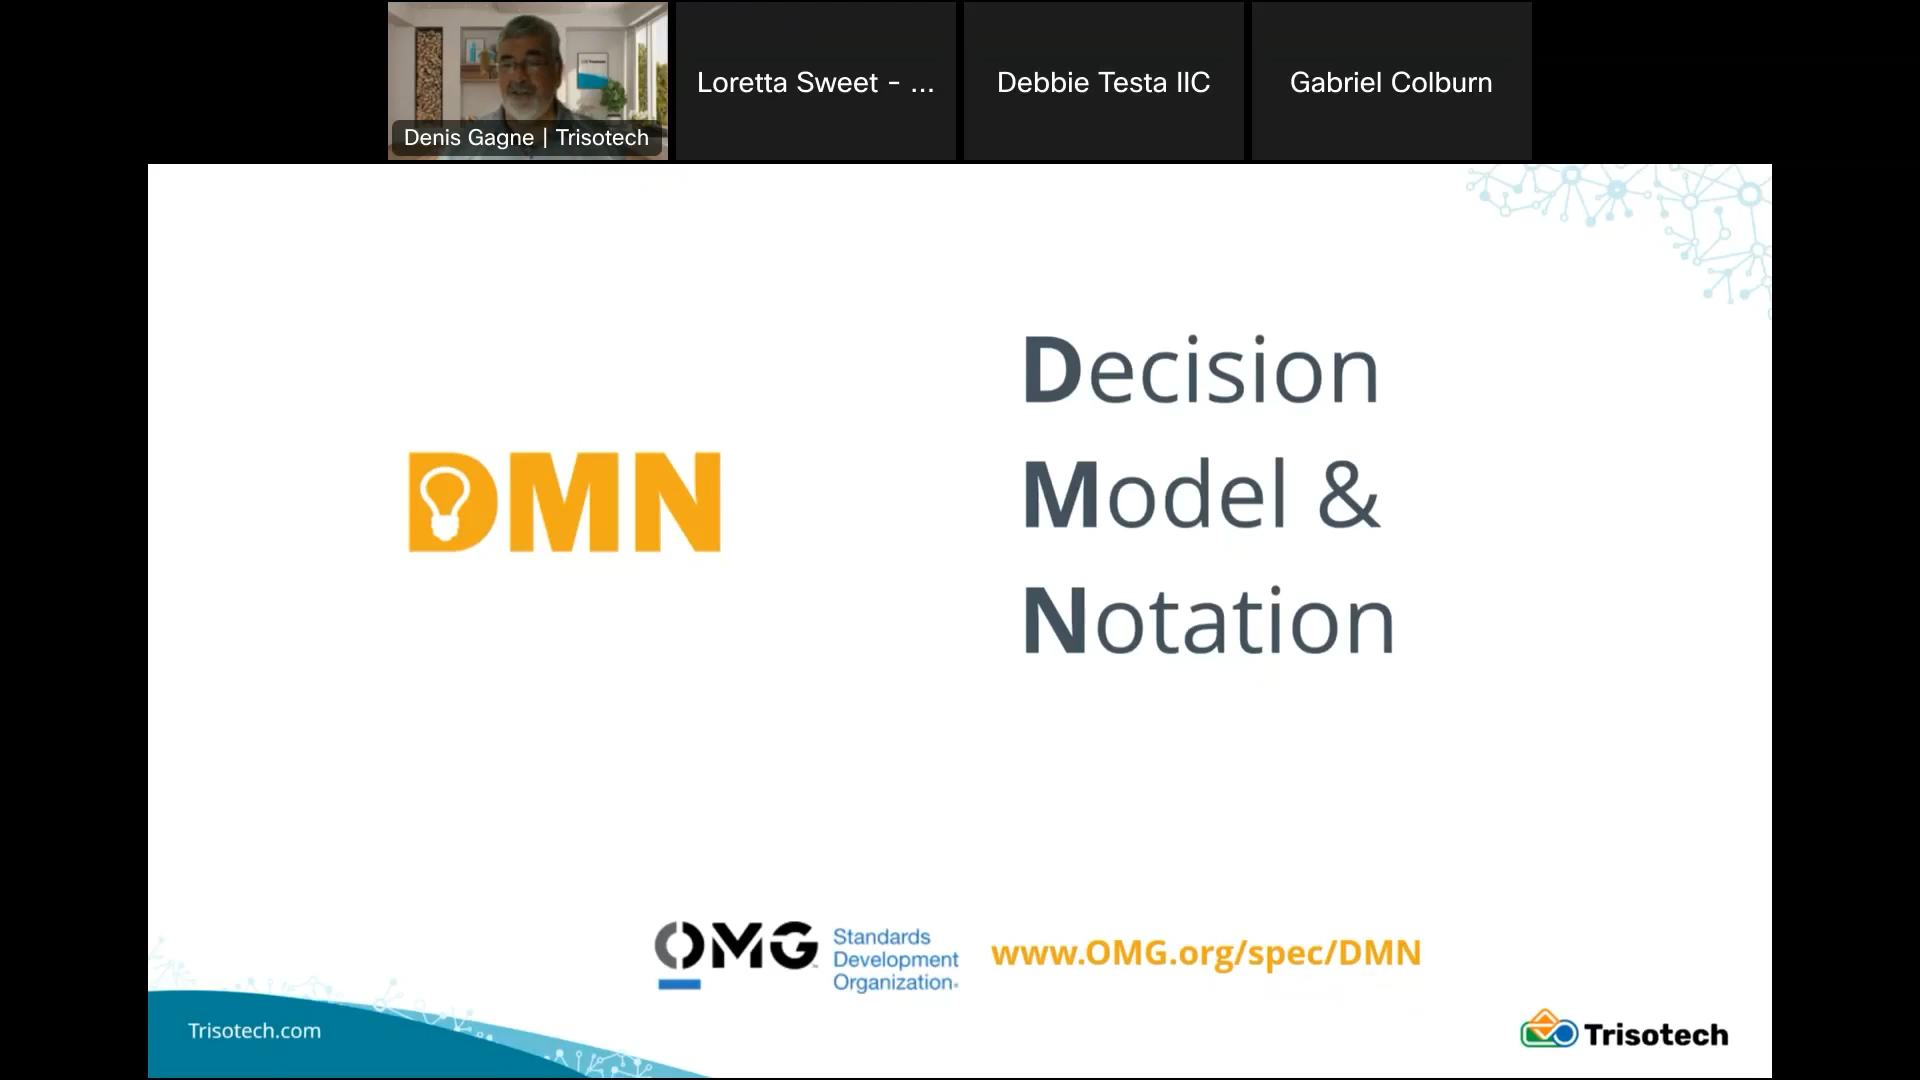 Denis Gagne | Trisotech
Loretta Sweet - ...
Debbie Testa IIC
Gabriel Colburn
DMN
Decision
Model &
Notation
OMG
Standards
Development
Organization
www.OMG.org/spec/DMN
Trisotech.com
Trisotech